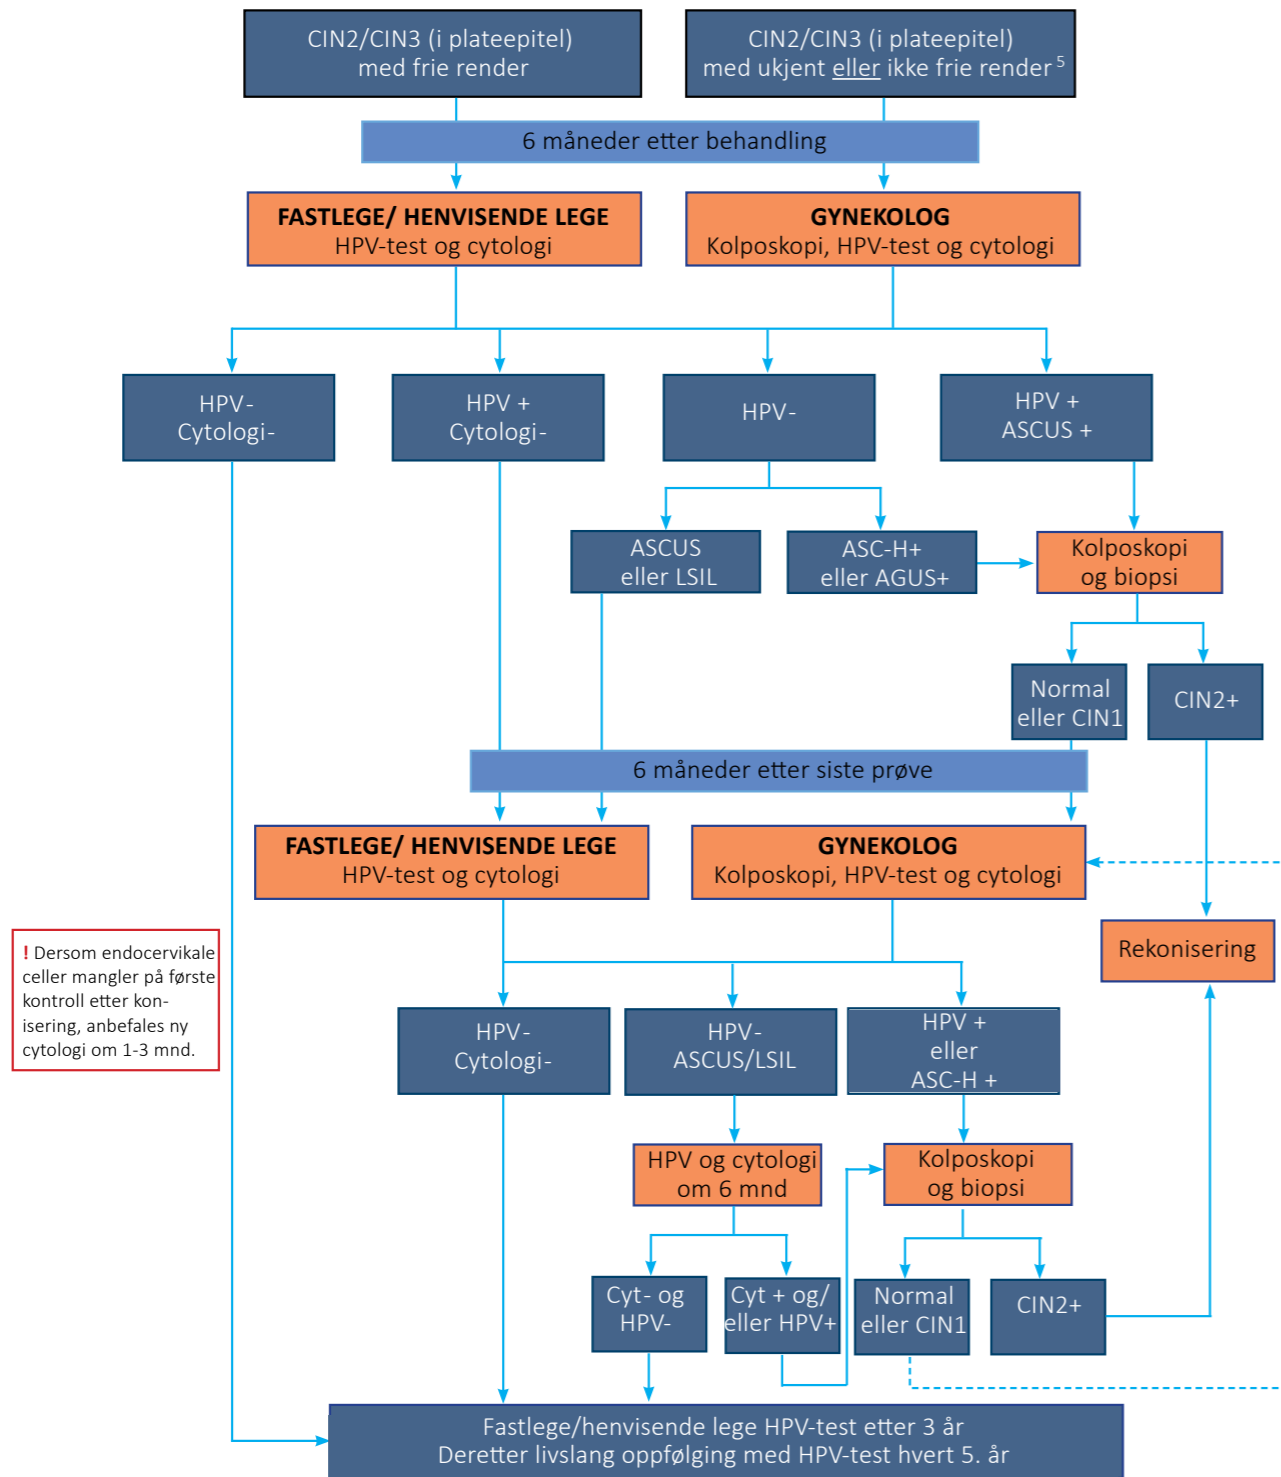 CIN2/CIN3 (i plateepitel)
med frie render
CIN2/CIN3 (i plateepitel)
med ukjent eller ikke frie render 5
6 måneder etter behandling
FASTLEGE/ HENVISENDE LEGE
HPV-test og cytologi
GYNEKOLOG
Kolposkopi, HPV-test og cytologi
HPV-
Cytologi-
HPV +
Cytologi-
HPV-
HPV +
ASCUS +
ASCUS
eller LSIL
ASC-H+
eller AGUS+
Kolposkopi
og biopsi
Normal
eller CIN1
CIN2+
6 måneder etter siste prøve
FASTLEGE/ HENVISENDE LEGE
HPV-test og cytologi
GYNEKOLOG
Kolposkopi, HPV-test og cytologi
Rekonisering
! Dersom endocervikale
celler mangler på første
kontroll etter kon-
isering, anbefales ny
cytologi om 1-3 mnd.
HPV-
Cytologi-
HPV-
ASCUS/LSIL
HPV +
eller
ASC-H +
HPV og cytologi
om 6 mnd
Kolposkopi
og biopsi
Cyt- og
HPV-
Cyt + og/
eller HPV+
Normal
eller CIN1
CIN2+
Fastlege/henvisende lege HPV-test etter 3 år
Deretter livslang oppfølging med HPV-test hvert 5. år